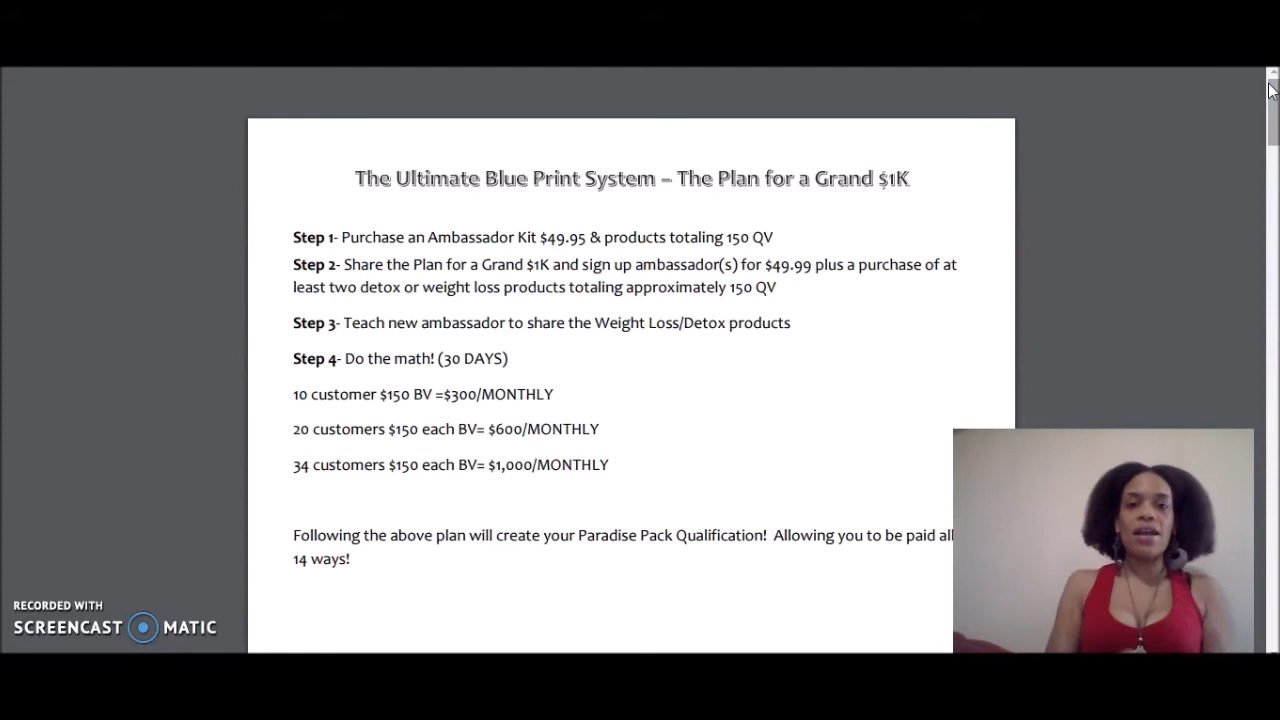 The Ultimate Blue Print System – The Plan for a Grand $1K
Step 1- Purchase an Ambassador Kit $49.95 & products totaling 150 QV
Step 2- Share the Plan for a Grand $1K and sign up ambassador(s) for $49.99 plus a purchase of at
least two detox or weight loss products totaling approximately 150 QV
Step 3- Teach new ambassador to share the Weight Loss/Detox products
Step 4- Do the math! (30 DAYS)
10 customer $150 BV =$300/MONTHLY
20 customers $150 each BV= $600/MONTHLY
34 customers $150 each BV= $1,000/MONTHLY
Following the above plan will create your Paradise Pack Qualification! Allowing you to be paid all
14 ways!
RECORDED WITH
SCREENCAST MATIC